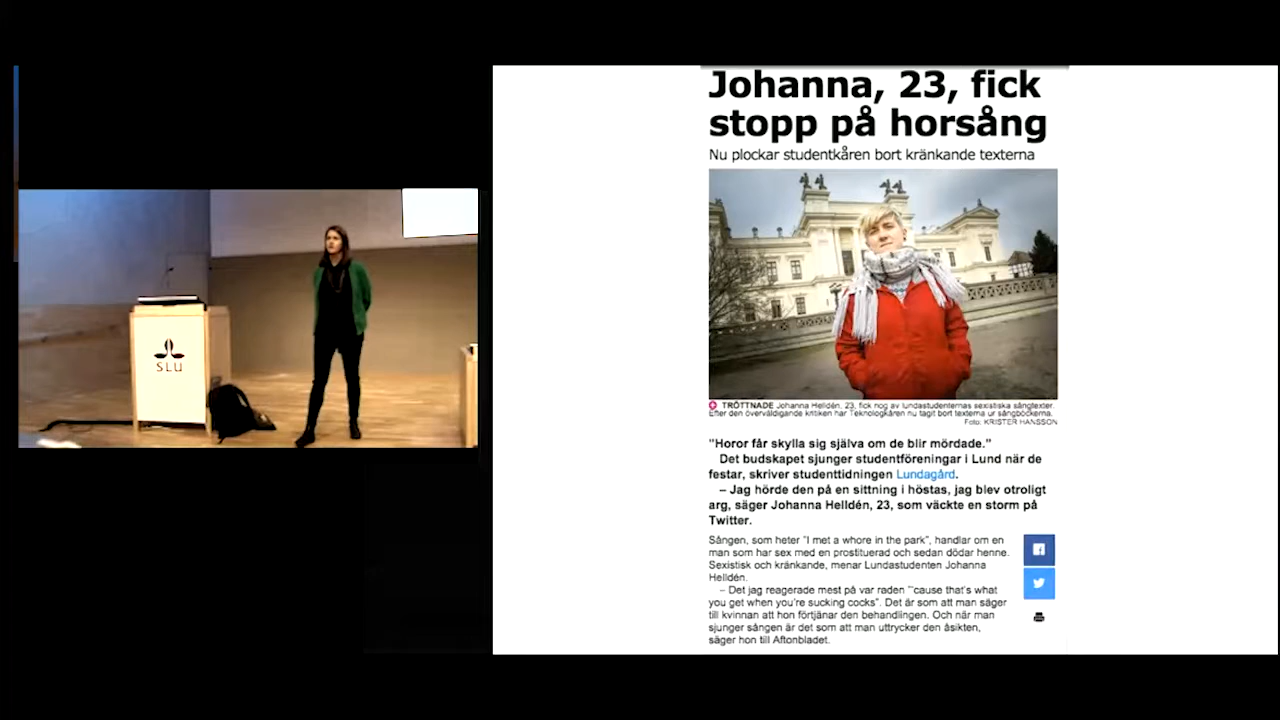 SLU
Johanna, 23, fick
stopp på horsång
Nu plockar studentkåren bort kränkande texterna
TRÖTTNADE Johanna Helldén, 23, fick nog av lundastudenternas sexistiska sångtexter.
Efter den överväldigande kritiken har Teknologkåren nu tagit bort texterna ur sångböckerna.
Foto: KRISTER HANSSON
"Horor får skylla sig själva om de blir mördade."
Det budskapet sjunger studentföreningar i Lund när de
festar, skriver studenttidningen Lundagård.
– Jag hörde den på en sittning i höstas, jag blev otroligt
arg, säger Johanna Helldén, 23, som väckte en storm på
Twitter.
Sången, som heter "I met a whore in the park", handlar om en
man som har sex med en prostituerad och sedan dödar henne.
Sexistisk och kränkande, menar Lundastudenten Johanna
Helldén.
– Det jag reagerade mest på var raden "'cause that's what
you get when you're sucking cocks". Det är som att man säger
till kvinnan att hon förtjänar den behandlingen. Och när man
sjunger sången är det som att man uttrycker den åsikten,
säger hon till Aftonbladet.